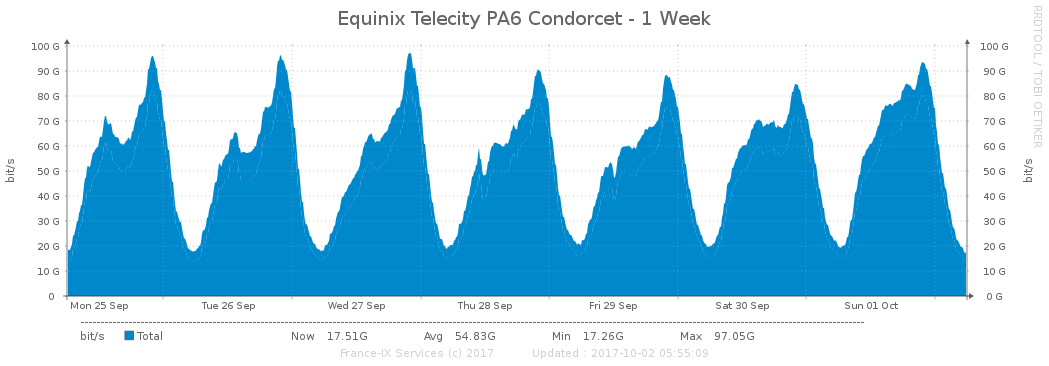 Equinix Telecity PA6 Condorcet - 1 Week
RRDTOOL / TOBI OETIKER
100 G 100 G
90 G 90 G
80 G 80 G
70 G 70 G
60 G 60 G
50 G 50 G
40 G 40 G
30 G 30 G
20 G 20 G
10 G 10 G
0 0 G
bit/s
bit/s
Mon 25 Sep Tue 26 Sep Wed 27 Sep Thu 28 Sep Fri 29 Sep Sat 30 Sep Sun 01 Oct
bit/s Total Now 17.51G Avg 54.83G Min 17.26G Max 97.05G
France-IX Services (c) 2017 Updated : 2017-10-02 05:55:09